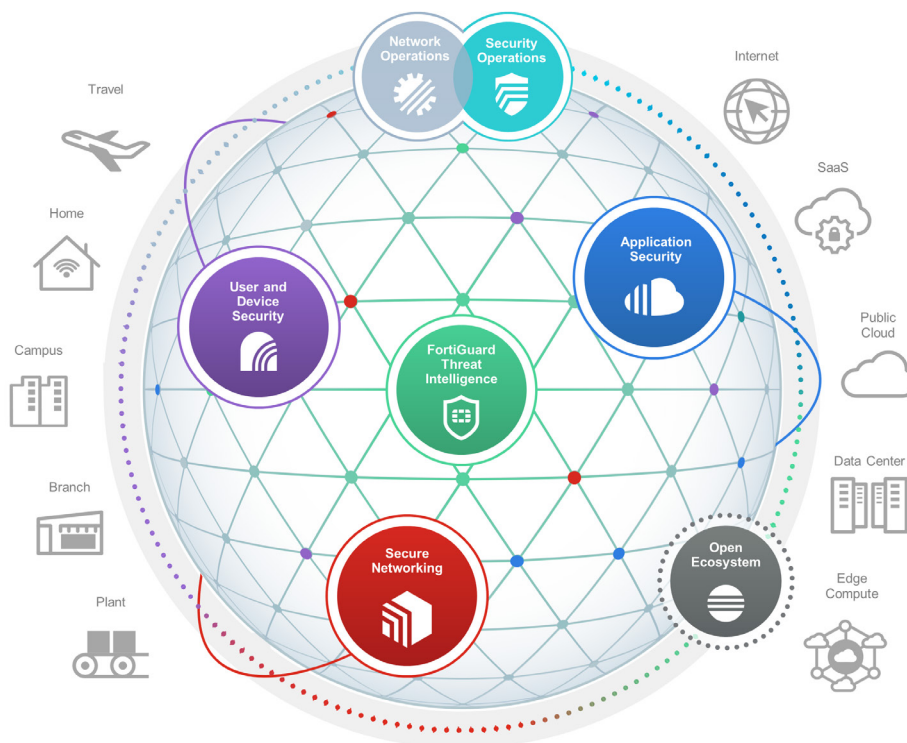 Network
Operations
Security
Operations
Internet
Travel
SaaS
Home
Application
Security
User and
Device
Security
Public
Cloud
FortiGuard
Threat
Intelligence
Campus
Data Center
Branch
Secure
Networking
Open
Ecosystem
Edge
Compute
Plant